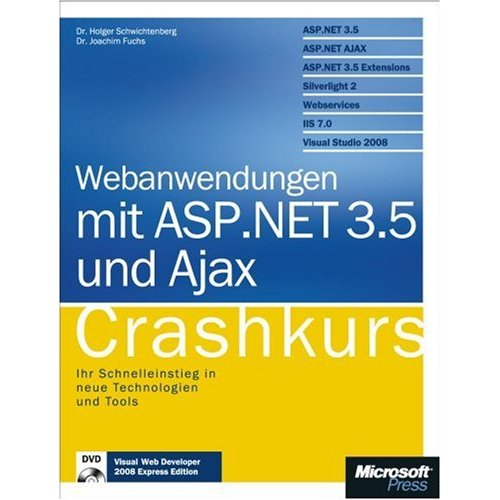 Dr. Holger Schwichtenberg
Dr. Joachim Fuchs
ASP.NET 3.5
ASP.NET AJAX
ASP.NET 3.5 Extensions
Silverlight 2
Webservices
IIS 7.0
Visual Studio 2008
Webanwendungen
mit ASP.NET 3.5
und Ajax
Crashkurs
Ihr Schnelleinstieg in
neue Technologien
und Tools
DVD
Visual Web Developer
2008 Express Edition
Microsoft
Press